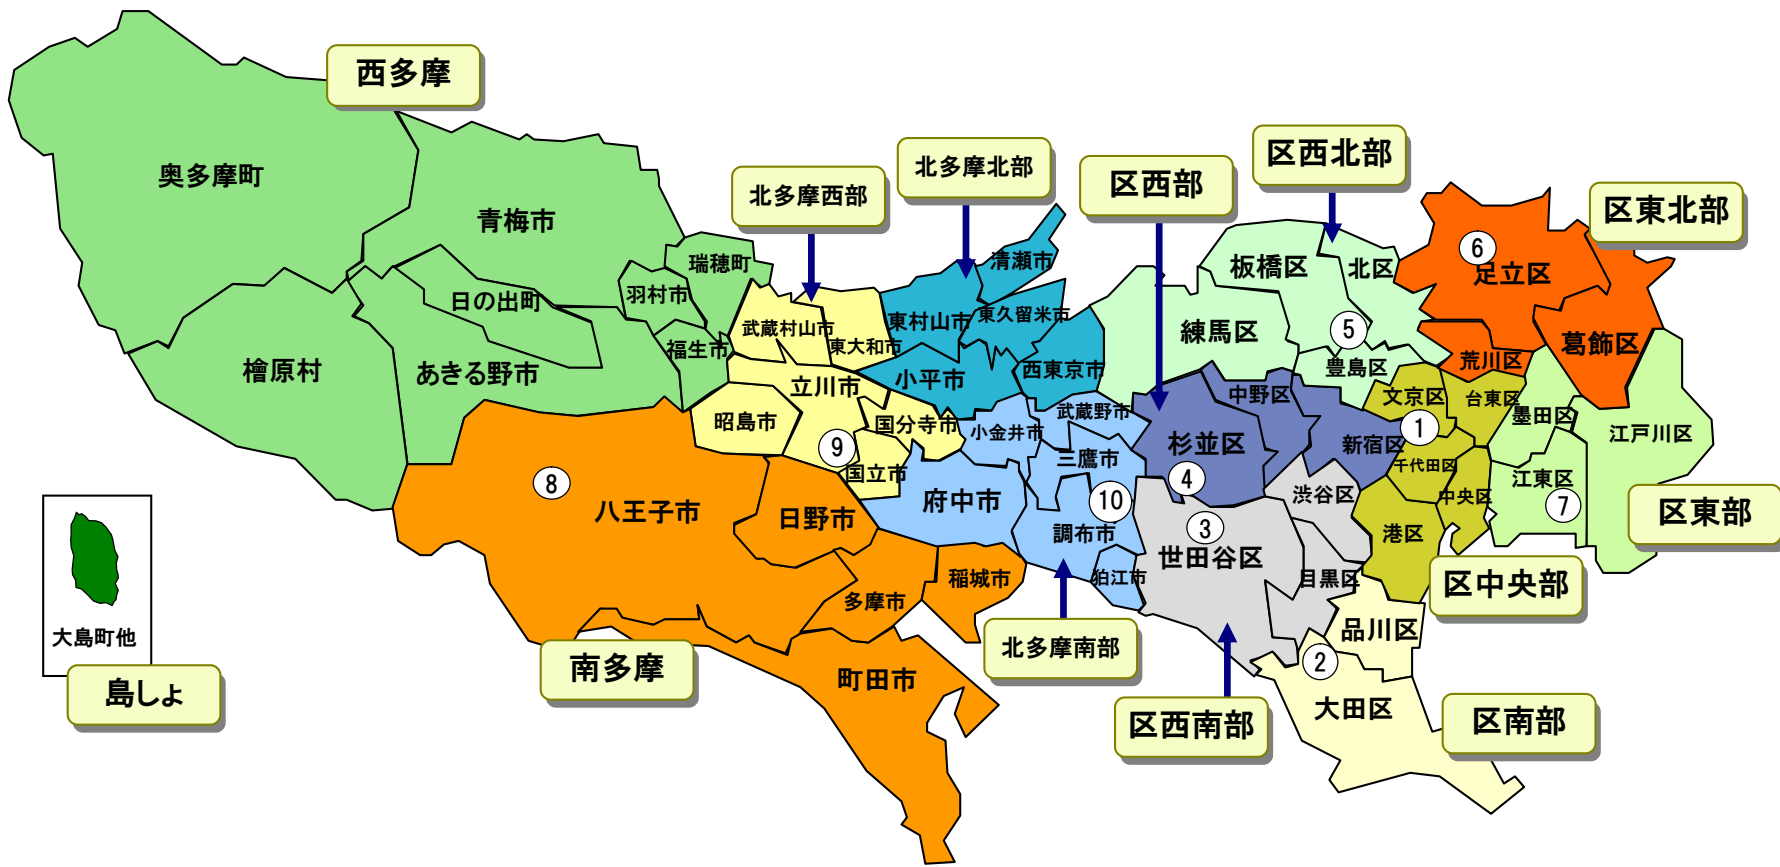 西多摩
区西北部
北多摩北部
区西部
北多摩西部
区東北部
奥多摩町
青梅市
瑞穂町
清瀬市
板橋区
北区
⑥
足立区
日の出町
羽村市
武蔵村山市
東大和市
東村山市
東久留米市
練馬区
⑤
豊島区
荒川区
葛飾区
檜原村
あきる野市
福生市
立川市
小平市
西東京市
中野区
文京区
台東区
墨田区
昭島市
国分寺市
小金井市
武蔵野市
杉並区
新宿区
①
江戸川区
⑨
国立市
三鷹市
④
千代田区
⑧
八王子市
日野市
府中市
⑩
調布市
渋谷区
中央区
江東区
⑦
区東部
③
世田谷区
港区
稲城市
狛江市
目黒区
区中央部
多摩市
大島町他
島しょ
南多摩
町田市
北多摩南部
品川区
②
大田区
区西南部
区南部